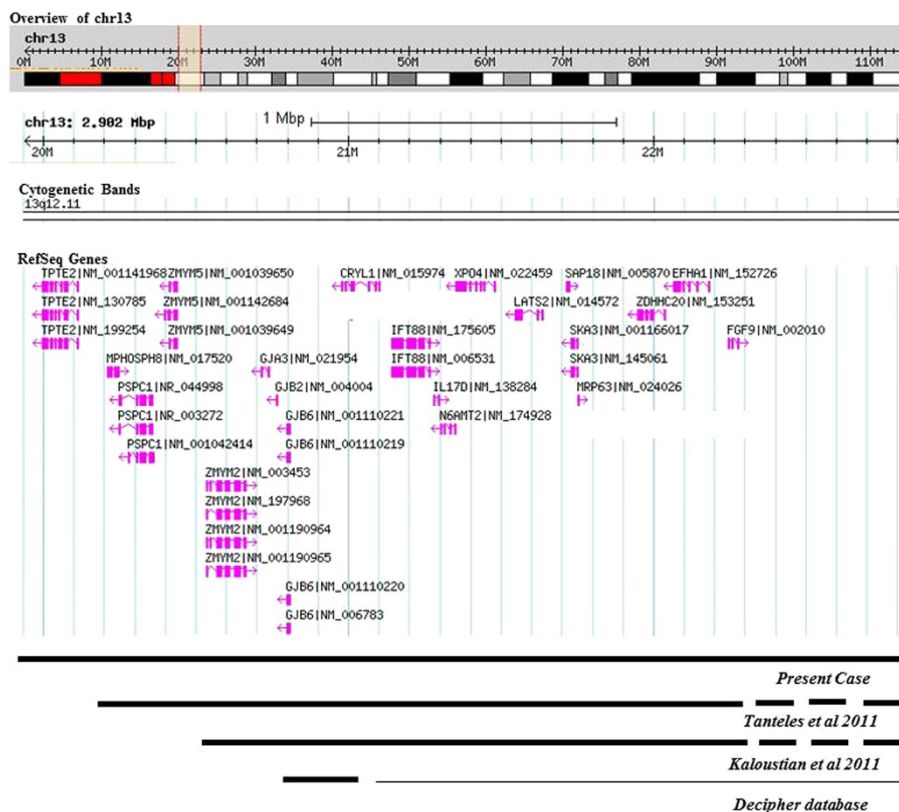 Overview of chr13
chr13
0M 10M 20M 30M 40M 50M 60M 70M 80M 90M 100M 110M
chr13: 2.902 Mbp
1 Mbp
20M 21M 22M
Cytogenetic Bands
13q12.11
RefSeq Genes
TPTE2|NM_001141968 ZMYM5|NM_001039650 CRYL1|NM_015974 XPO4|NM_022459 SAP18|NM_005870 EFHA1|NM_152726
TPTE2|NM_130785 ZMYM5|NM_001142684 LATS2|NM_014572 ZDHHC20|NM_153251
TPTE2|NM_199254 ZMYM5|NM_001039649 IFT88|NM_175605 SKA3|NM_001166017 FGF9|NM_002010
MPHOSPH8|NM_017520 GJA3|NM_021954 IFT88|NM_006531 SKA3|NM_145061
PSPC1|NR_044998 GJB2|NM_004004 IL17D|NM_138284 MRP63|NM_024026
PSPC1|NR_003272 GJB6|NM_001110221 N6AMT2|NM_174928
PSPC1|NM_001042414 GJB6|NM_001110219
ZMYM2|NM_003453
ZMYM2|NM_197968
ZMYM2|NM_001190964
ZMYM2|NM_001190965
GJB6|NM_001110220
GJB6|NM_006783
Present Case
Tanteles et al 2011
Kaloustian et al 2011
Decipher database